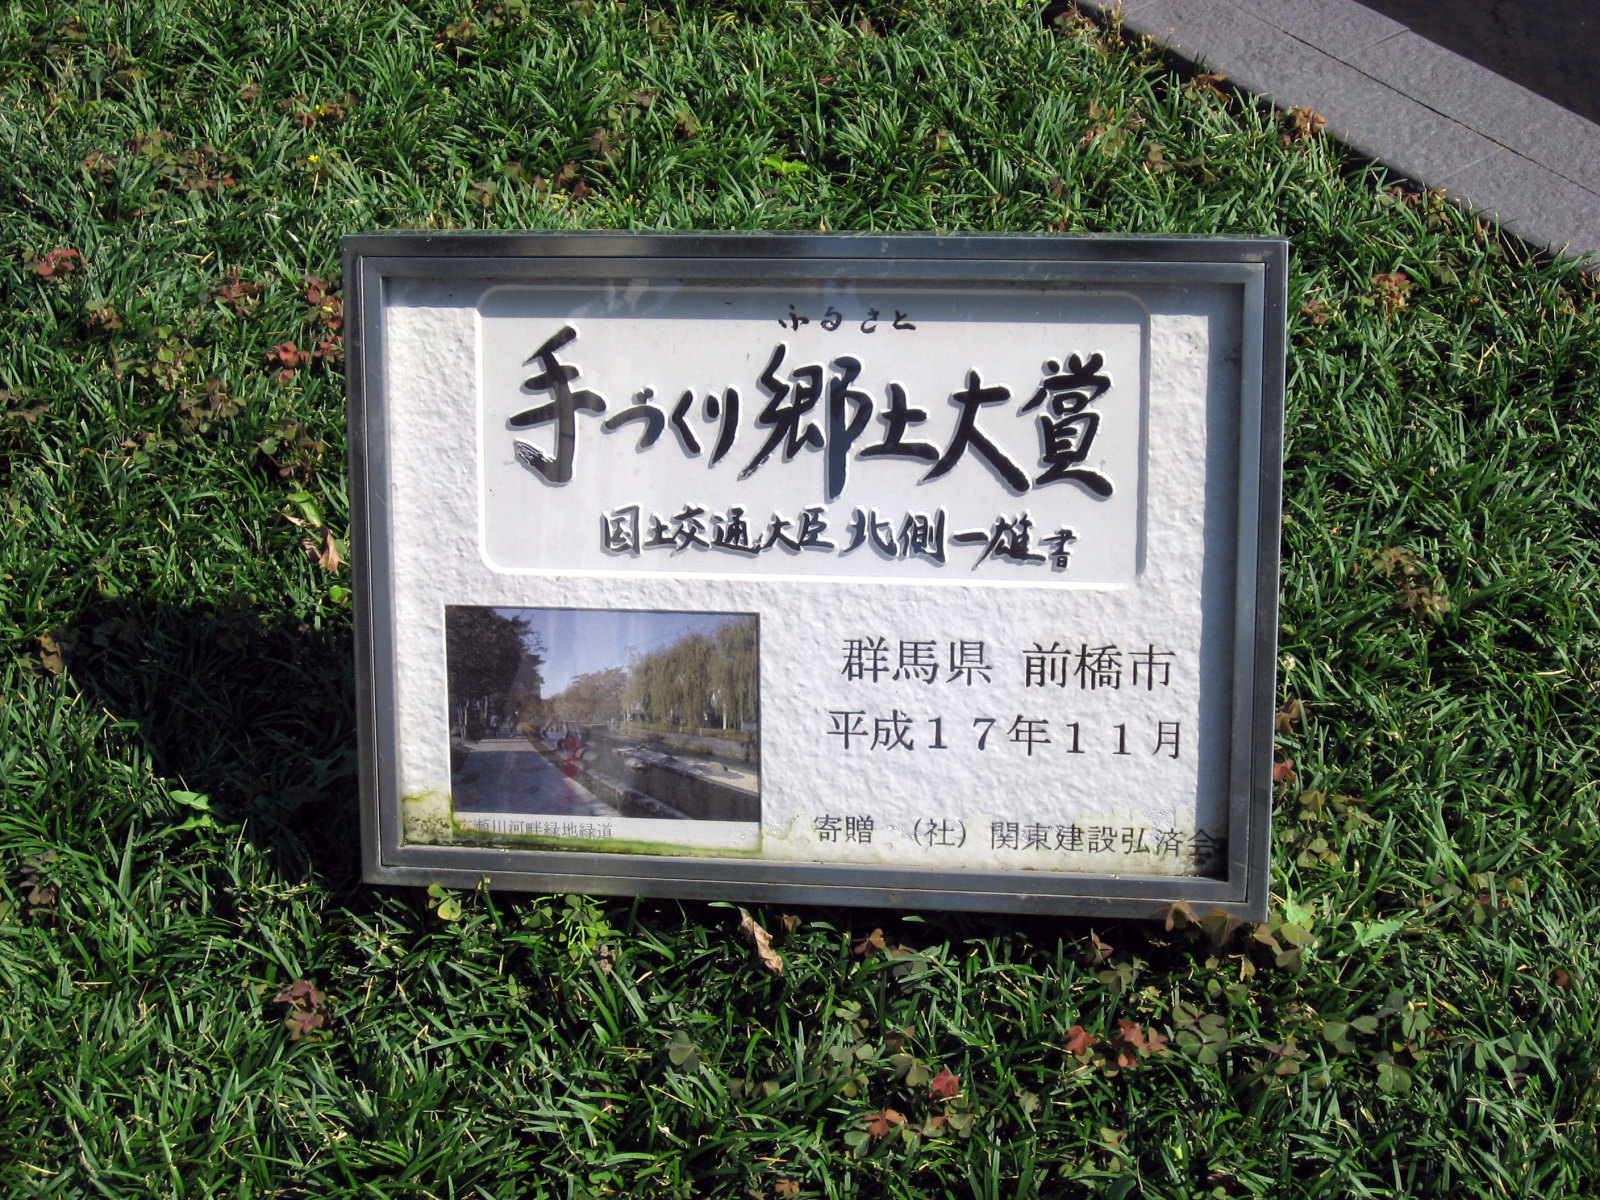 ふるさと
手づくり郷土大賞
国土交通大臣 北側一雄書
群馬県 前橋市
平成17年11月
瀬川河畔緑地緑道
寄贈 (社) 関東建設弘済会